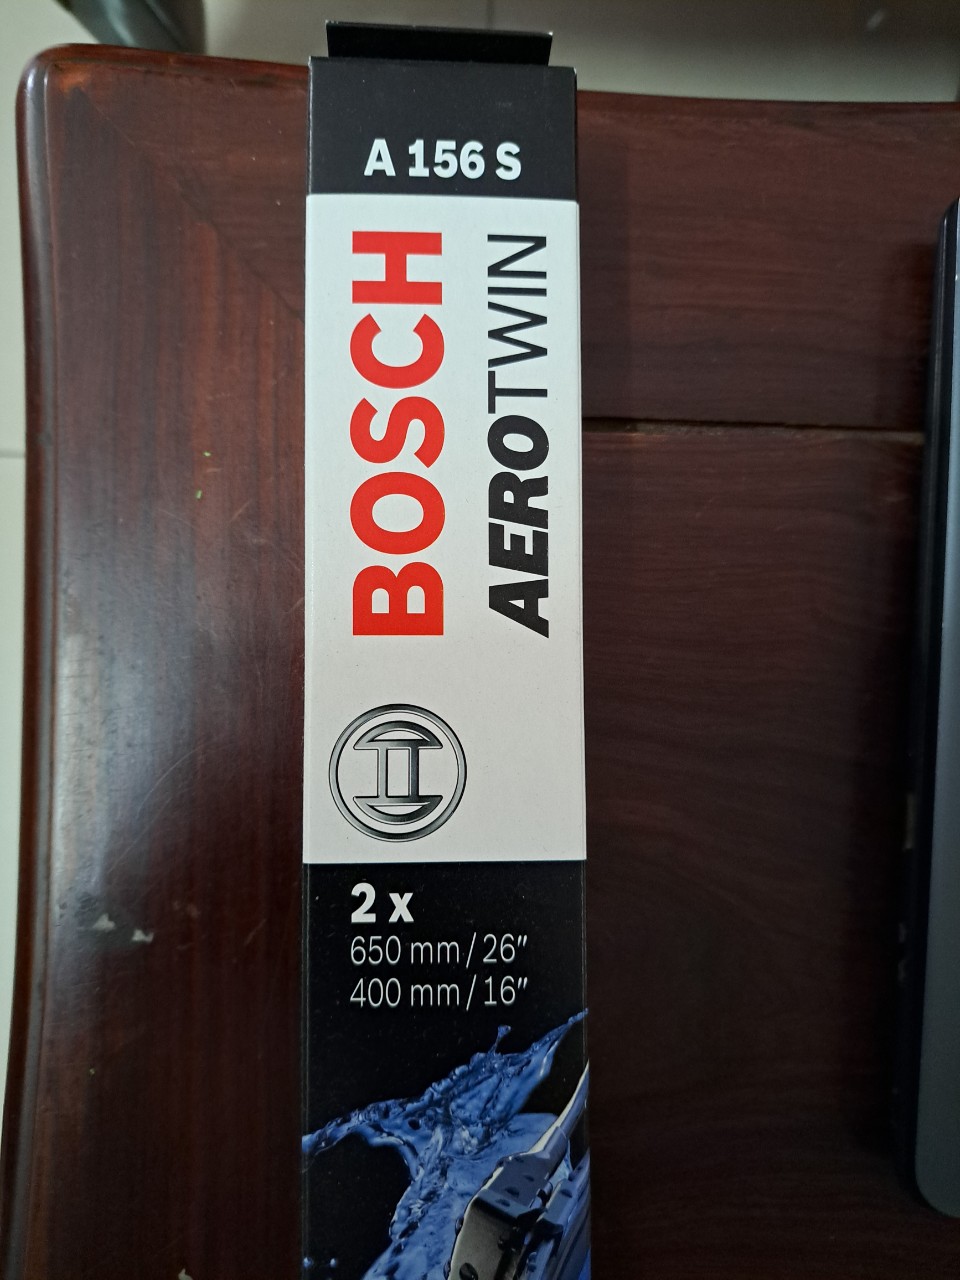 A 156 S
BOSCH
AEROTWIN
2 x
650 mm / 26"
400 mm / 16"